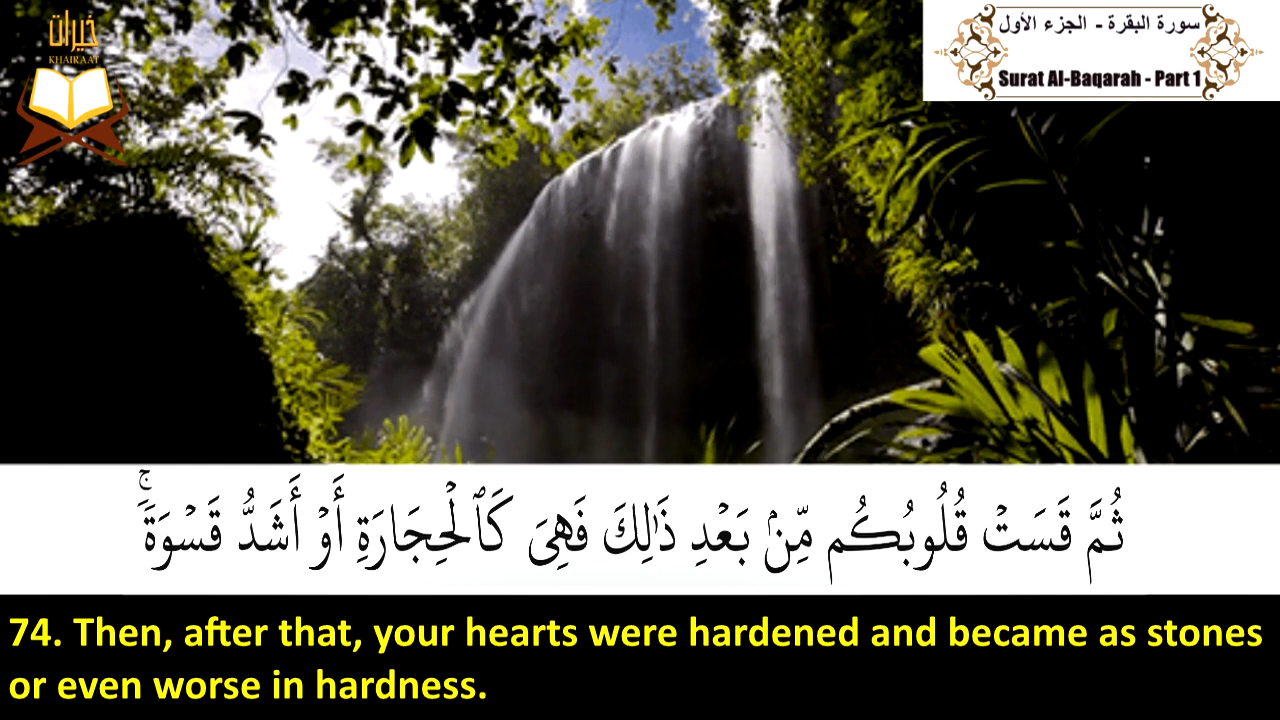 خيرات
KHAIRAAT
سورة البقرة - الجزء الأول
Surat Al-Baqarah - Part 1
ثُمَّ قَسَتْ قُلُوبُكُم مِّنۢ بَعْدِ ذَٰلِكَ فَهِىَ كَٱلْحِجَارَةِ أَوْ أَشَدُّ قَسْوَةً ۚ
74. Then, after that, your hearts were hardened and became as stones
or even worse in hardness.